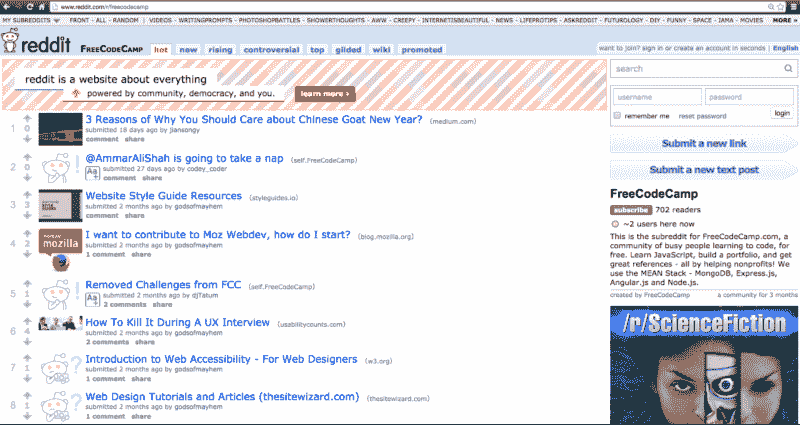 www.reddit.com/r/freecodecamp
MY SUBREDDITS FRONT - ALL - RANDOM | VIDEOS - WRITINGPROMPTS - PHOTOSHOPBATTLES - SHOWERTHOUGHTS - AWW - CREEPY - INTERNETISBEAUTIFUL - NEWS - LIFEPROTIPS - ASKREDDIT - FUTUROLOGY - DIY - FUNNY - SPACE - IAMA - MOVIES MORE »
reddit FREECODECAMP hot new rising controversial top gilded wiki promoted
want to join? sign in or create an account in seconds | English
reddit is a website about everything
powered by community, democracy, and you.
learn more >
1 0 3 Reasons of Why You Should Care about Chinese Goat New Year? (medium.com)
submitted 18 days ago by jiansongy
comment share
2 0 @AmmarAliShah is going to take a nap (self.FreeCodeCamp)
submitted 27 days ago by codey_coder
Aa+ comment share
3 3 Website Style Guide Resources (styleguides.io)
submitted 2 months ago by godsofmayhem
comment share
4 2 I want to contribute to Moz Webdev, how do I start? (blog.mozilla.org)
submitted 2 months ago by godsofmayhem
1 comment share
mozilla
5 1 Removed Challenges from FCC (self.FreeCodeCamp)
submitted 2 months ago by djTatum
Aa+ 2 comments share
6 4 How To Kill It During A UX Interview (usabilitycounts.com)
submitted 2 months ago by godsofmayhem
2 comments share
7 1 Introduction to Web Accessibility - For Web Designers (w3.org)
submitted 2 months ago by godsofmayhem
1 comment share
8 1 Web Design Tutorials and Articles (thesitewizard.com) (thesitewizard.com)
submitted 2 months ago by godsofmayhem
1 comment share
search
username password
remember me reset password login
Submit a new link
Submit a new text post
FreeCodeCamp
subscribe 702 readers
~2 users here now
This is the subreddit for FreeCodeCamp.com, a
community of busy people learning to code, for
free. Learn JavaScript, build a portfolio, and get
great references - all by helping nonprofits! We
use the MEAN Stack - MongoDB, Express.js,
Angular.js and Node.js.
created by FreeCodeCamp a community for 3 months
/r/ScienceFiction